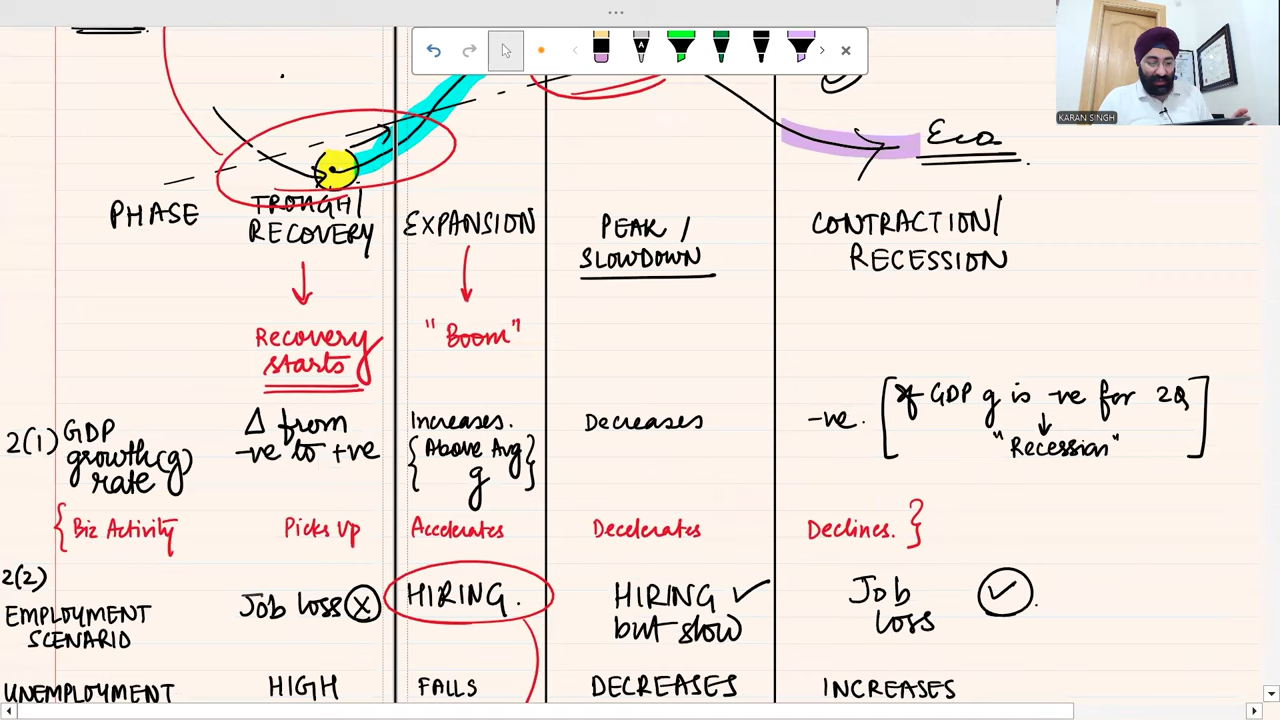 KARAN SINGH
Eco
PHASE
TROUGH/
RECOVERY
EXPANSION
PEAK /
SLOWDOWN
CONTRACTION/
RECESSION
Recovery
starts
"Boom"
2(1) GDP
growth(g)
rate
Δ from
-ve to +ve
Increases.
{Above Avg
g}
Decreases
-ve. [If GDP g is -ve for 2Q
↓
"Recession"]
{Biz Activity
Picks Up
Accelerates
Decelerates
Declines.}
2(2)
EMPLOYMENT
SCENARIO
Job loss ⓧ
HIRING.
HIRING ✓
but slow
Job
loss ✓
UNEMPLOYMENT
HIGH
FALLS
DECREASES
INCREASES